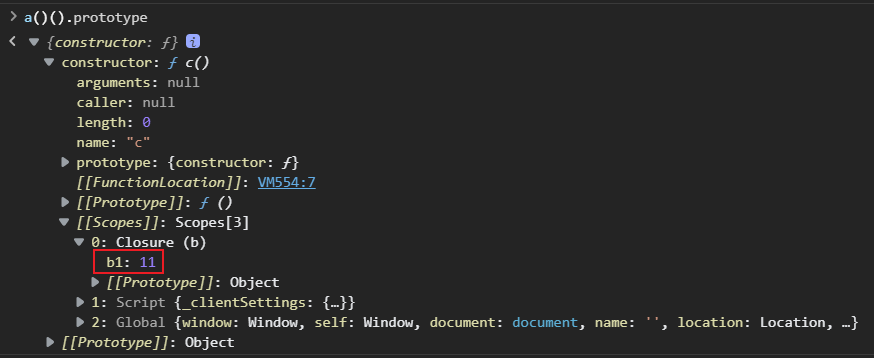 a()().prototype
{constructor: ƒ} i
constructor: ƒ c()
arguments: null
caller: null
length: 0
name: "c"
prototype: {constructor: ƒ}
[[FunctionLocation]]: VM554:7
[[Prototype]]: ƒ ()
[[Scopes]]: Scopes[3]
0: Closure (b)
b1: 11
[[Prototype]]: Object
1: Script {_clientSettings: {…}}
2: Global {window: Window, self: Window, document: document, name: '', location: Location, …}
[[Prototype]]: Object